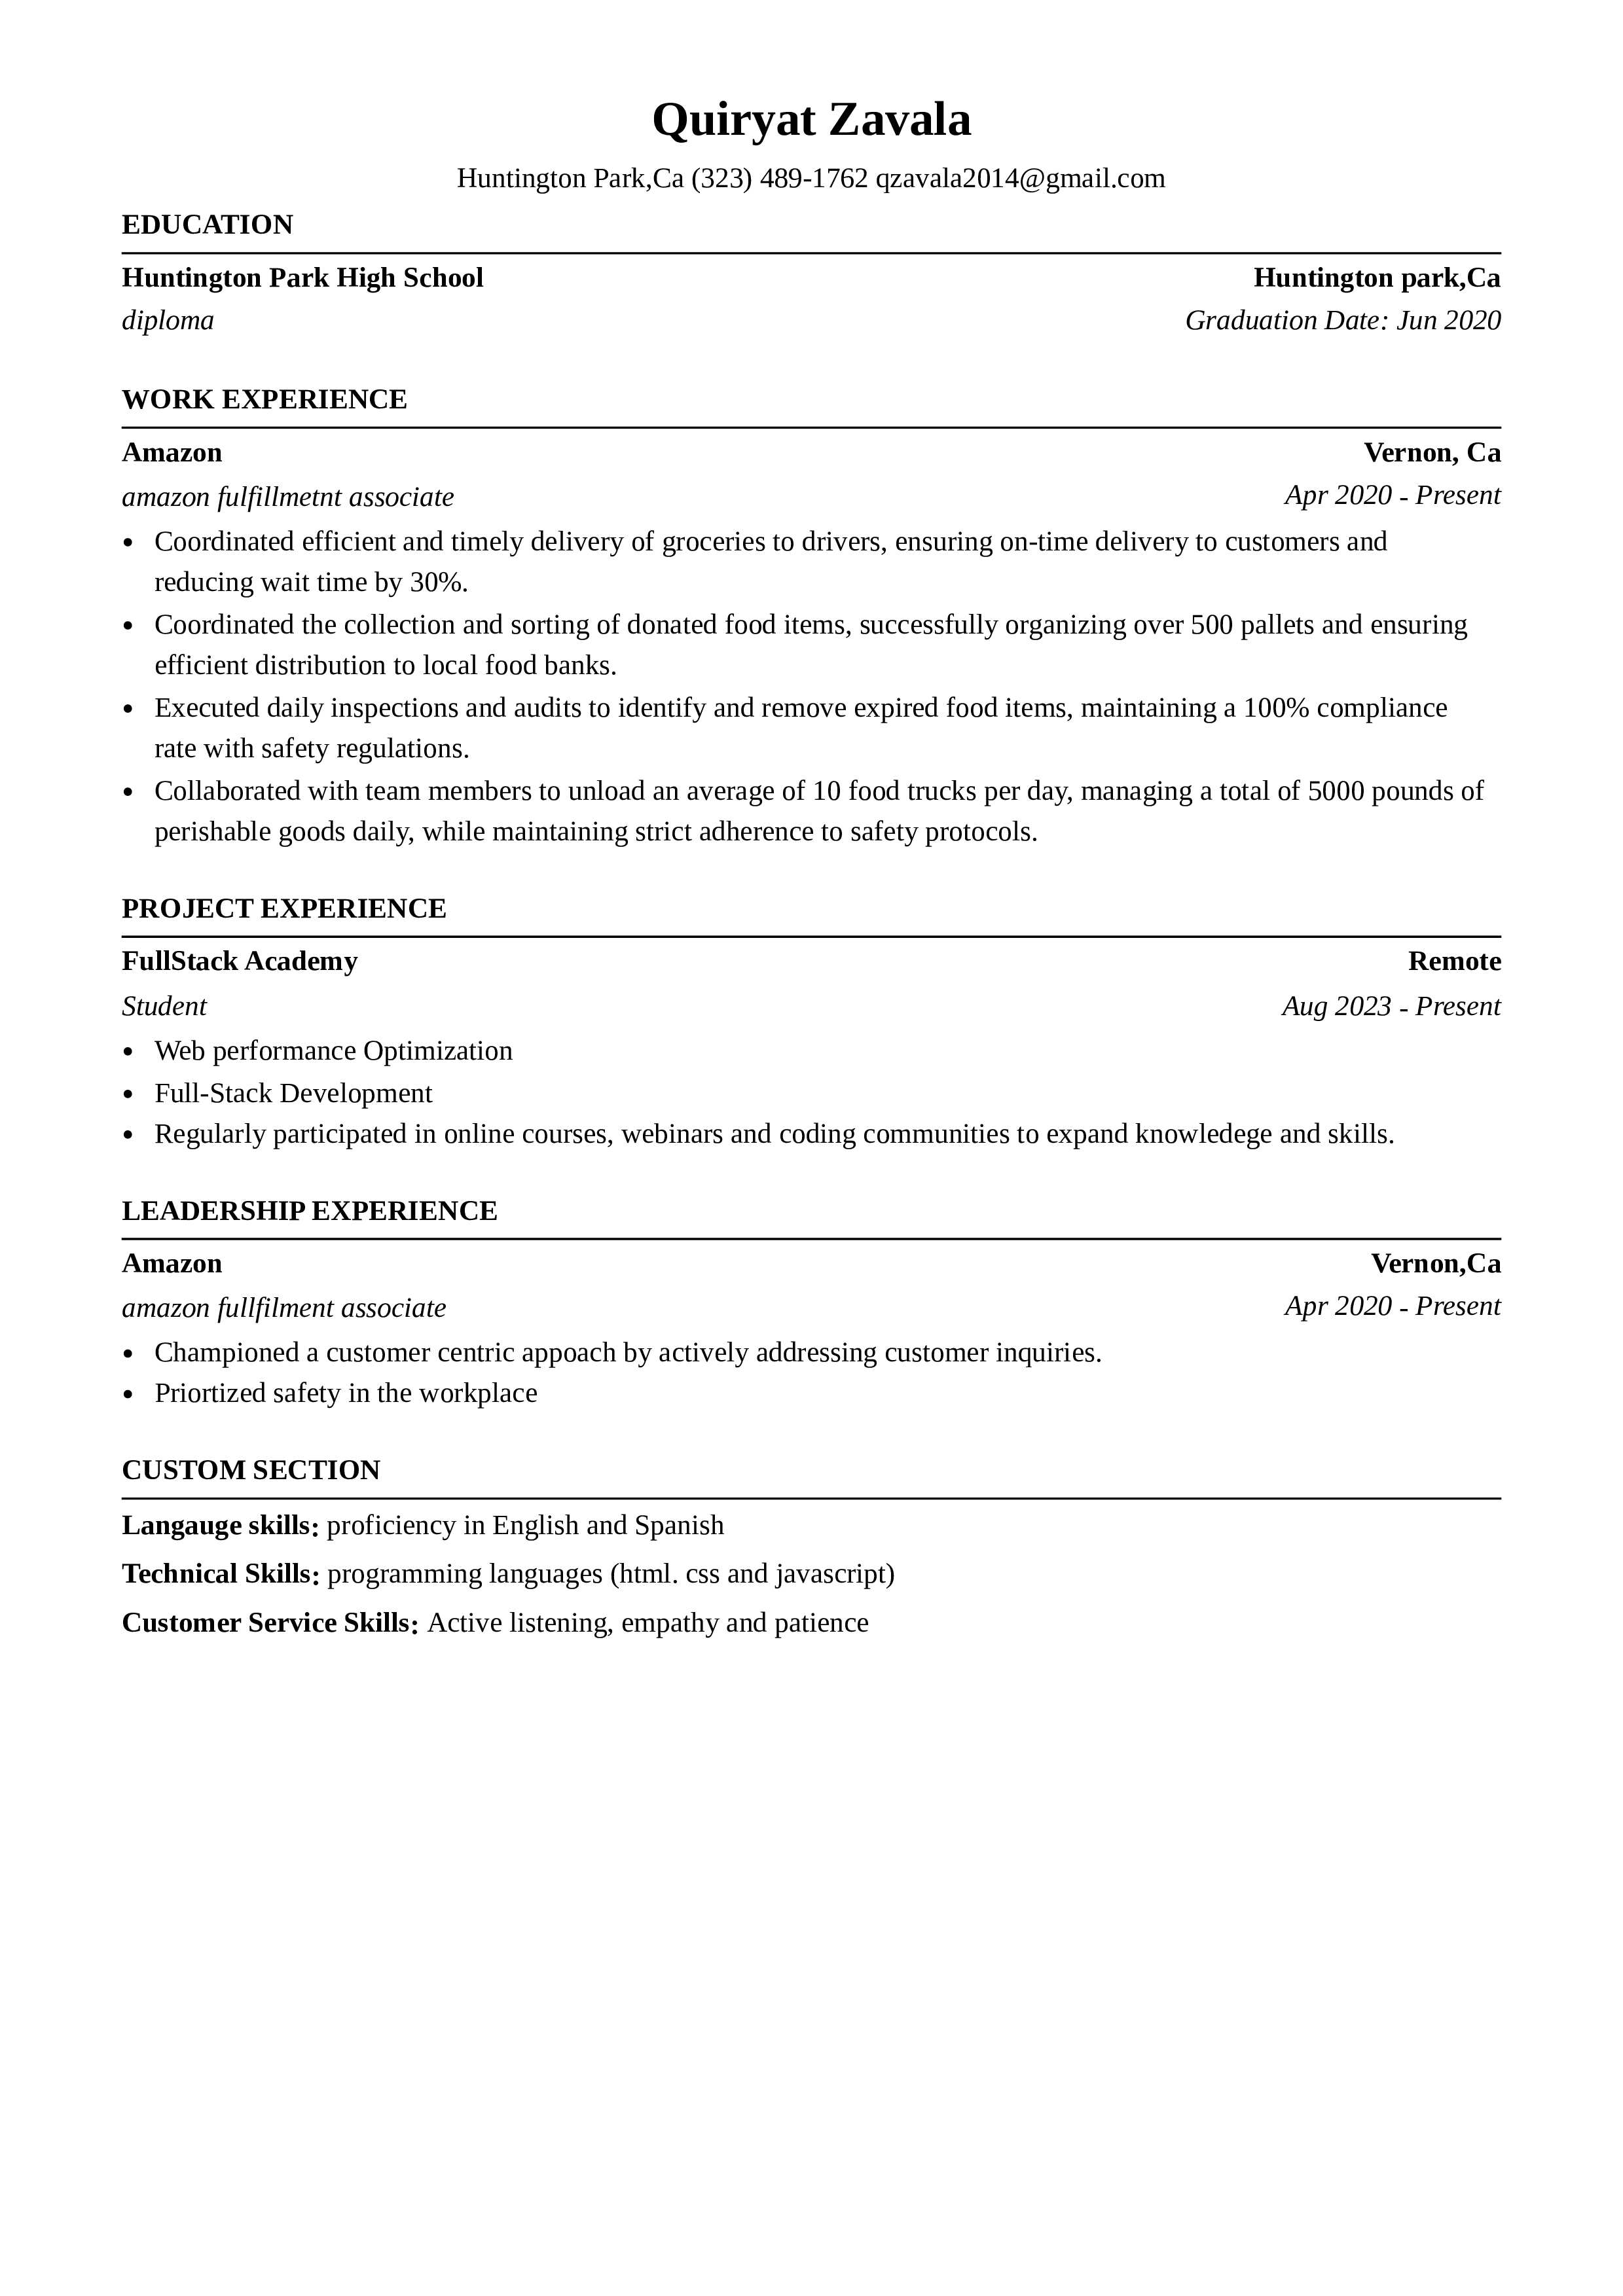 Quiryat Zavala
Huntington Park,Ca (323) 489-1762 qzavala2014@gmail.com
EDUCATION
Huntington Park High School Huntington park,Ca
diploma Graduation Date: Jun 2020
WORK EXPERIENCE
Amazon Vernon, Ca
amazon fulfillmetnt associate Apr 2020 - Present
• Coordinated efficient and timely delivery of groceries to drivers, ensuring on-time delivery to customers and
reducing wait time by 30%.
• Coordinated the collection and sorting of donated food items, successfully organizing over 500 pallets and ensuring
efficient distribution to local food banks.
• Executed daily inspections and audits to identify and remove expired food items, maintaining a 100% compliance
rate with safety regulations.
• Collaborated with team members to unload an average of 10 food trucks per day, managing a total of 5000 pounds of
perishable goods daily, while maintaining strict adherence to safety protocols.
PROJECT EXPERIENCE
FullStack Academy Remote
Student Aug 2023 - Present
• Web performance Optimization
• Full-Stack Development
• Regularly participated in online courses, webinars and coding communities to expand knowledege and skills.
LEADERSHIP EXPERIENCE
Amazon Vernon,Ca
amazon fullfilment associate Apr 2020 - Present
• Championed a customer centric appoach by actively addressing customer inquiries.
• Priortized safety in the workplace
CUSTOM SECTION
Langauge skills: proficiency in English and Spanish
Technical Skills: programming languages (html. css and javascript)
Customer Service Skills: Active listening, empathy and patience